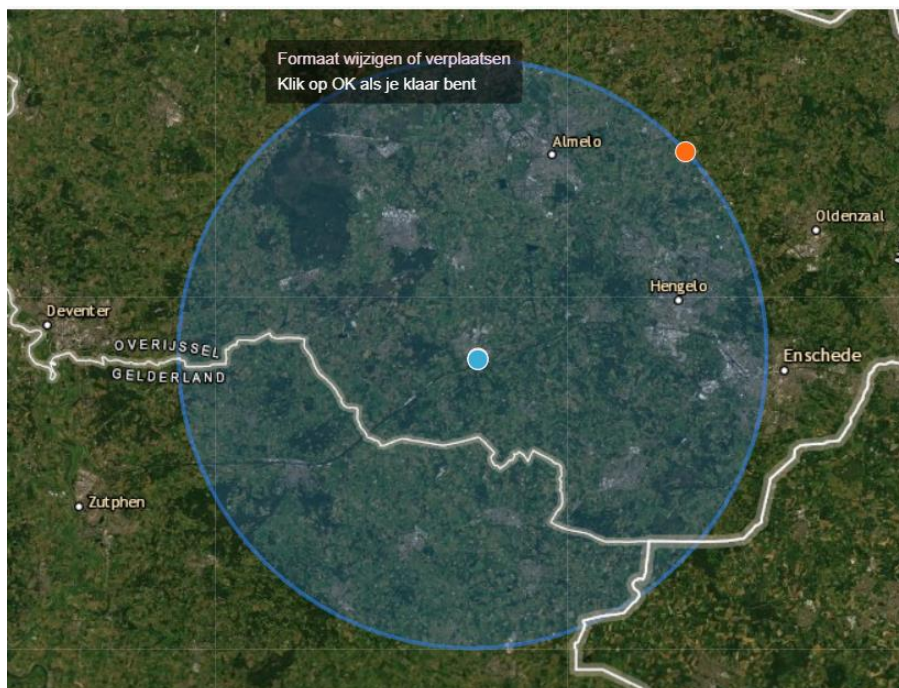 Formaat wijzigen of verplaatsen
Klik op OK als je klaar bent
Almelo
Oldenzaal
Hengelo
Deventer
OVERIJSSEL
GELDERLAND
Enschede
Zutphen